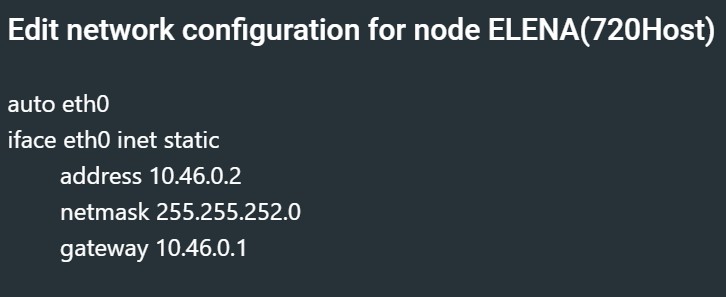 Edit network configuration for node ELENA(720Host)
auto eth0
iface eth0 inet static
address 10.46.0.2
netmask 255.255.252.0
gateway 10.46.0.1